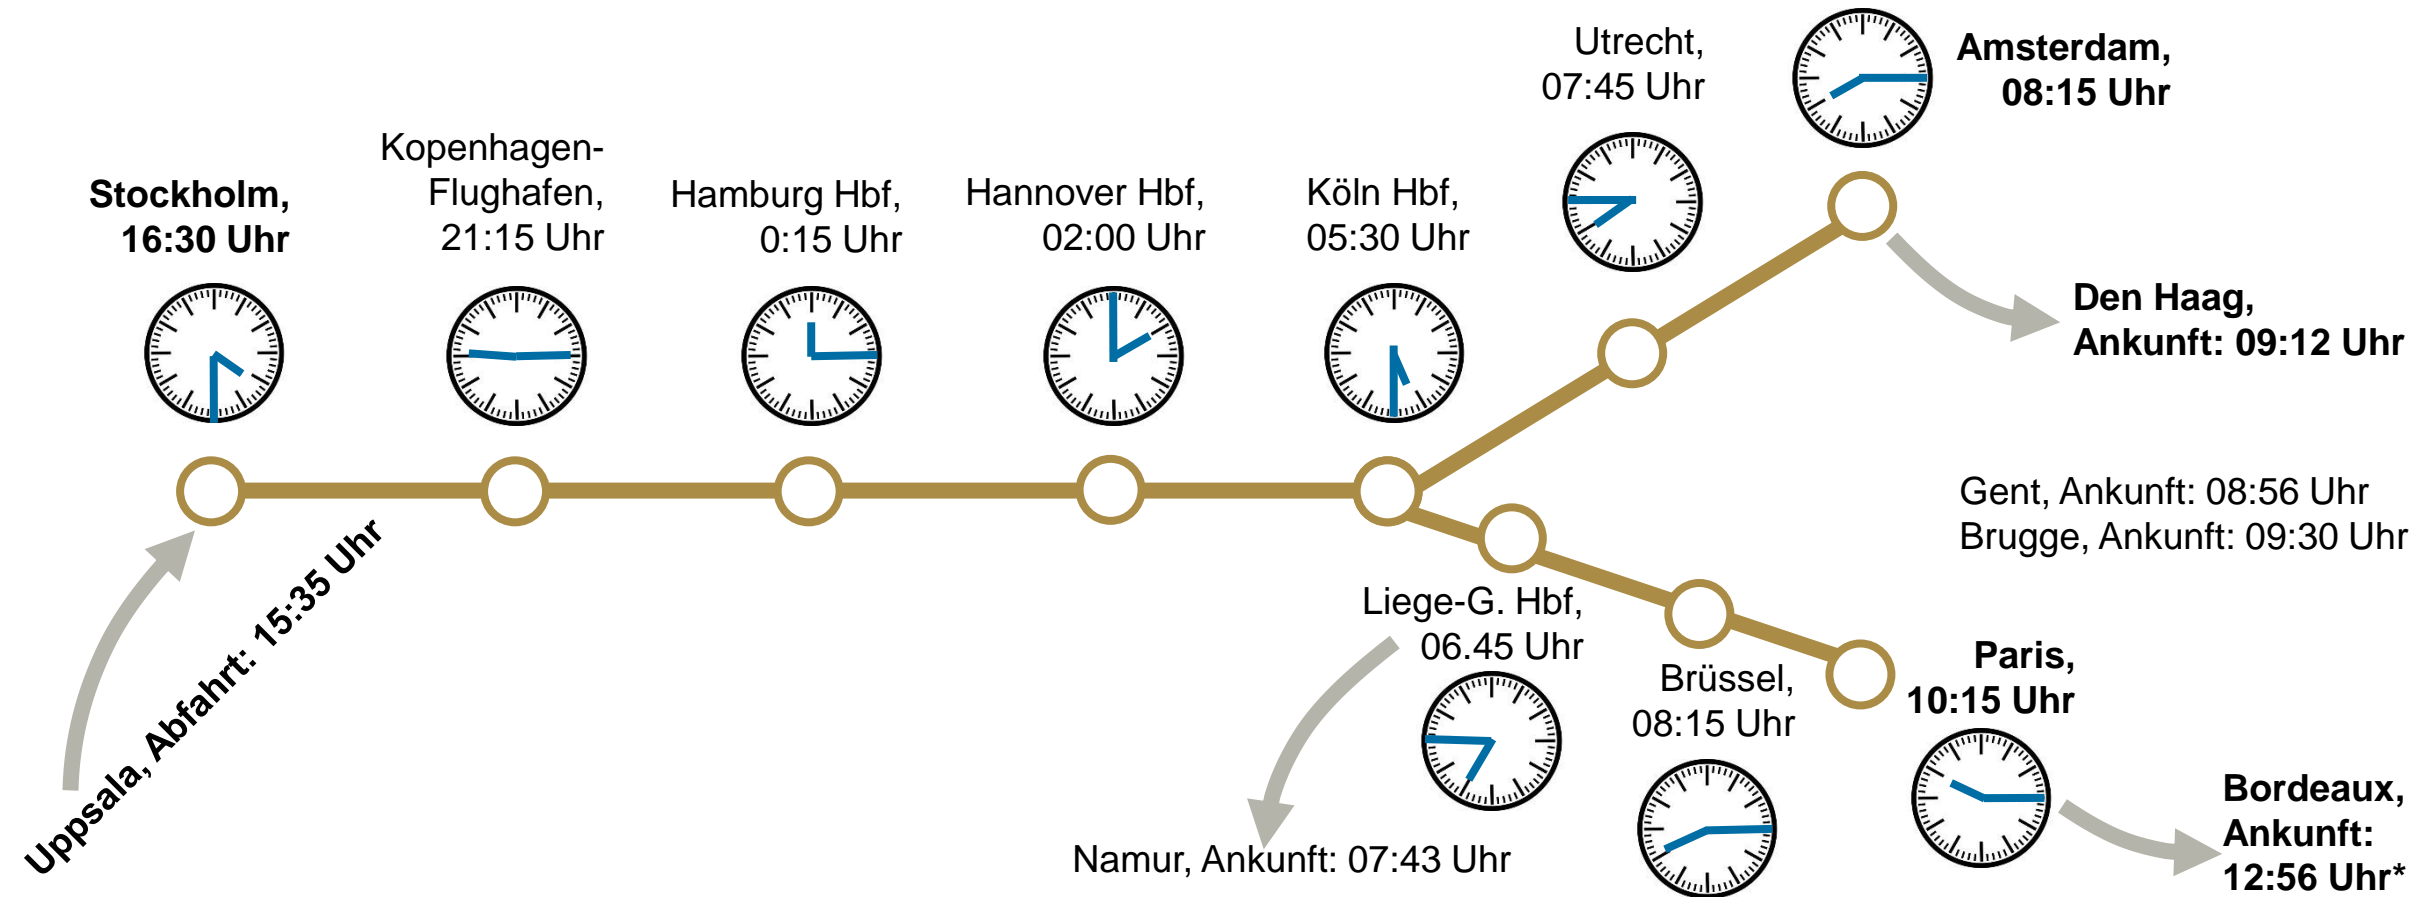 Stockholm,
16:30 Uhr
Kopenhagen-
Flughafen,
21:15 Uhr
Hamburg Hbf,
0:15 Uhr
Hannover Hbf,
02:00 Uhr
Köln Hbf,
05:30 Uhr
Utrecht,
07:45 Uhr
Amsterdam,
08:15 Uhr
Den Haag,
Ankunft: 09:12 Uhr
Gent, Ankunft: 08:56 Uhr
Brugge, Ankunft: 09:30 Uhr
Uppsala, Abfahrt: 15:35 Uhr
Liege-G. Hbf,
06.45 Uhr
Namur, Ankunft: 07:43 Uhr
Brüssel,
08:15 Uhr
Paris,
10:15 Uhr
Bordeaux,
Ankunft:
12:56 Uhr*